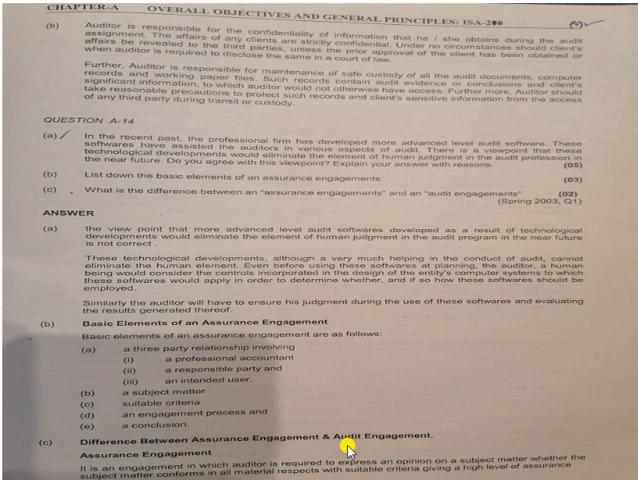 CHAPTER-A OVERALL OBJECTIVES AND GENERAL PRINCIPLES: ISA-200
(b) Auditor is responsible for the confidentiality of information that he / she obtains during the audit
assignment. The affairs of any clients are strictly confidential. Under no circumstances should client's
affairs be revealed to the third parties, unless the prior approval of the client has been obtained or
when auditor is required to disclose the same in a court of law.
Further, Auditor is responsible for maintenance of safe custody of all the audit documents, computer
records and working paper files. Such records contain audit evidence or conclusions and client's
significant information, to which auditor would not otherwise have access. Further more, Auditor should
take reasonable precautions to protect such records and client's sensitive information from the access
of any third party during transit or custody.
QUESTION A-14
(a) In the recent past, the professional firm has developed more advanced level audit software. These
softwares have assisted the auditors in various aspects of audit. There is a viewpoint that these
technological developments would eliminate the element of human judgment in the audit profession in
the near future. Do you agree with this viewpoint? Explain your answer with reasons. (05)
(b) List down the basic elements of an assurance engagements. (03)
(c) What is the difference between an "assurance engagements" and an "audit engagements" (02)
(Spring 2003, Q1)
ANSWER
(a) the view point that more advanced level audit softwares developed as a result of technological
developments would eliminate the element of human judgment in the audit program in the near future
is not correct .
These technological developments, although a very much helping in the conduct of audit, cannot
eliminate the human element. Even before using these softwares at planning, the auditor, a human
being would consider the controls incorporated in the design of the entity's computer systems to which
these softwares would apply in order to determine whether, and if so how these softwares should be
employed.
Similarly the auditor will have to ensure his judgment during the use of these softwares and evaluating
the results generated thereof.
(b) Basic Elements of an Assurance Engagement
Basic elements of an assurance engagement are as follows:
(a) a three party relationship involving
(i) a professional accountant
(ii) a responsible party and
(iii) an intended user.
(b) a subject matter
(c) suitable criteria
(d) an engagement process and
(e) a conclusion.
(c) Difference Between Assurance Engagement & Audit Engagement.
Assurance Engagement
It is an engagement in which auditor is required to express an opinion on a subject matter whether the
subject matter conforms in all material respects with suitable criteria giving a high level of assurance